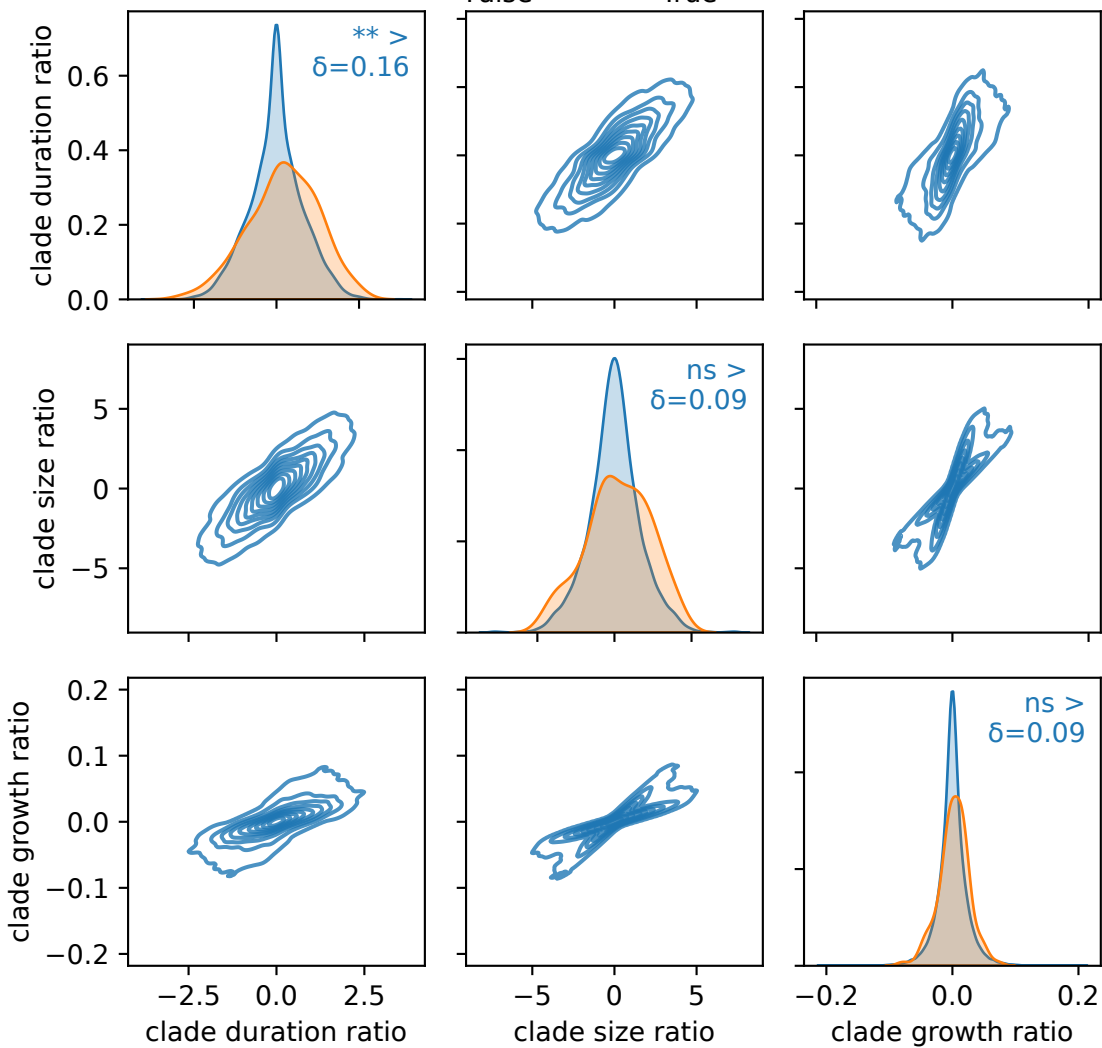 True
clade duration ratio
0.6
0.4
0.2
0.0
** >
δ=0.16
clade size ratio
5
0
−5
ns >
δ=0.09
clade growth ratio
0.2
0.1
0.0
−0.1
−0.2
ns >
δ=0.09
−2.5 0.0 2.5
−5 0 5
−0.2 0.0 0.2
clade duration ratio
clade size ratio
clade growth ratio